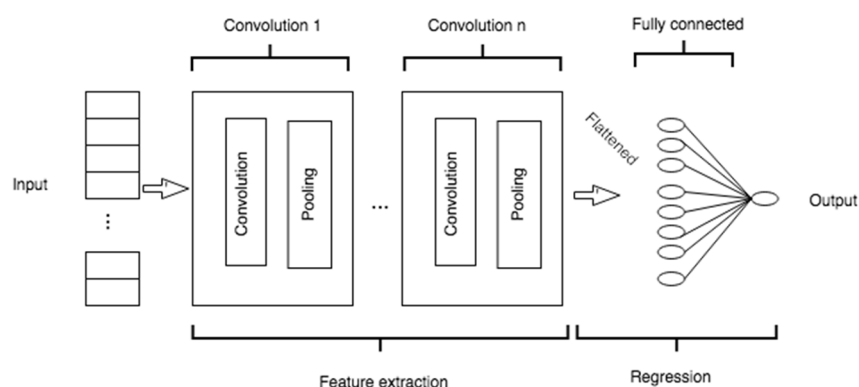 Convolution 1
Convolution n
Fully connected
Input
Convolution
Pooling
...
Convolution
Pooling
Flattened
Output
Feature extraction
Regression